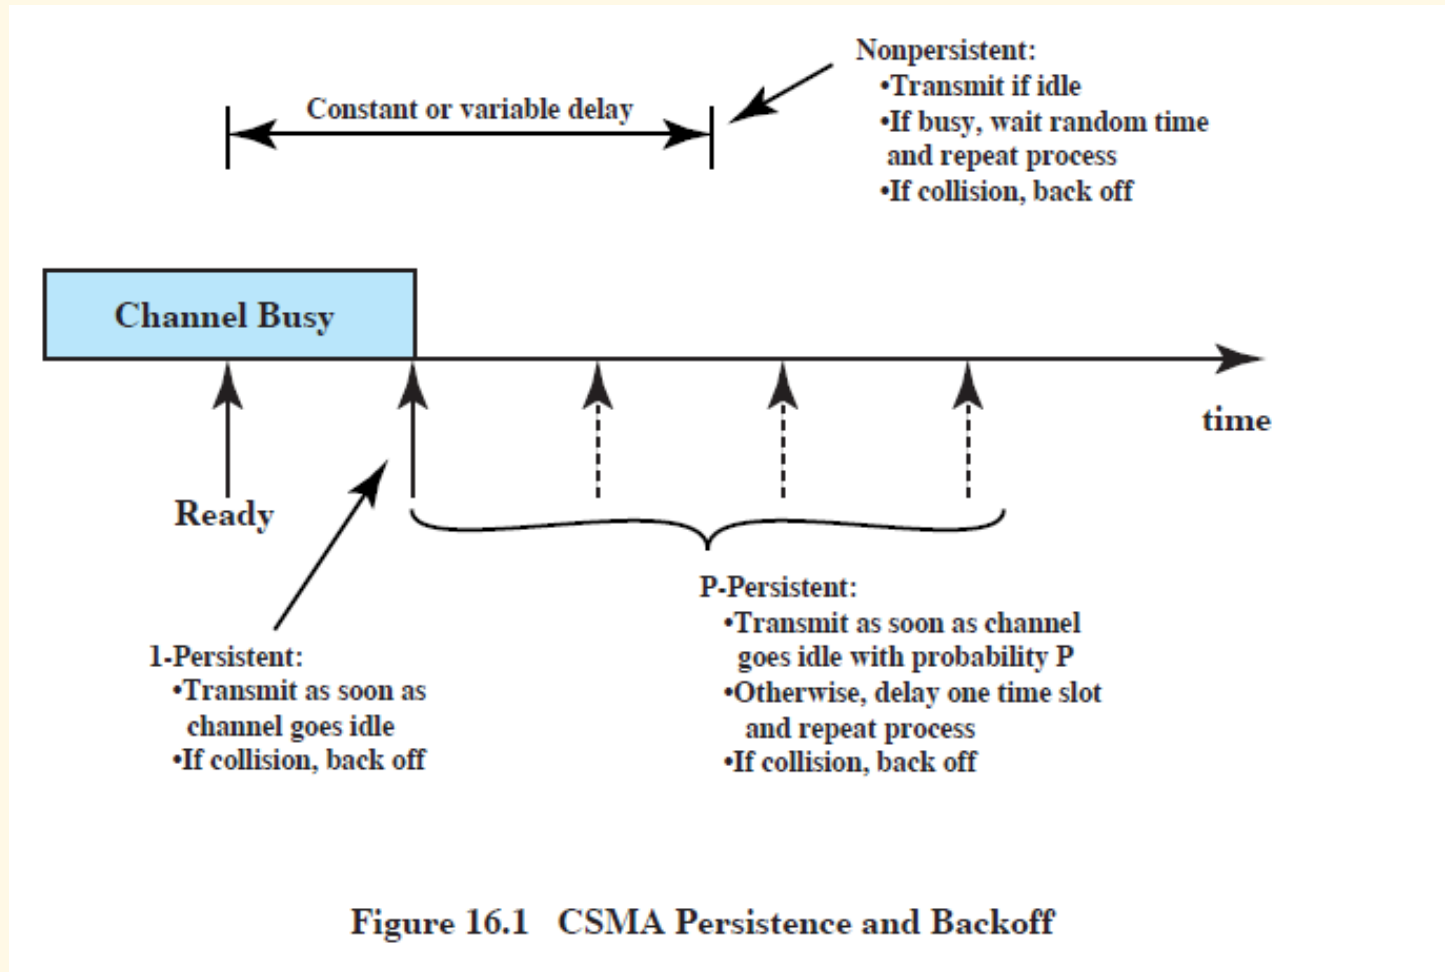 Nonpersistent:
•Transmit if idle
•If busy, wait random time
and repeat process
•If collision, back off
Constant or variable delay
Channel Busy
time
Ready
1-Persistent:
•Transmit as soon as
channel goes idle
•If collision, back off
P-Persistent:
•Transmit as soon as channel
goes idle with probability P
•Otherwise, delay one time slot
and repeat process
•If collision, back off
Figure 16.1 CSMA Persistence and Backoff